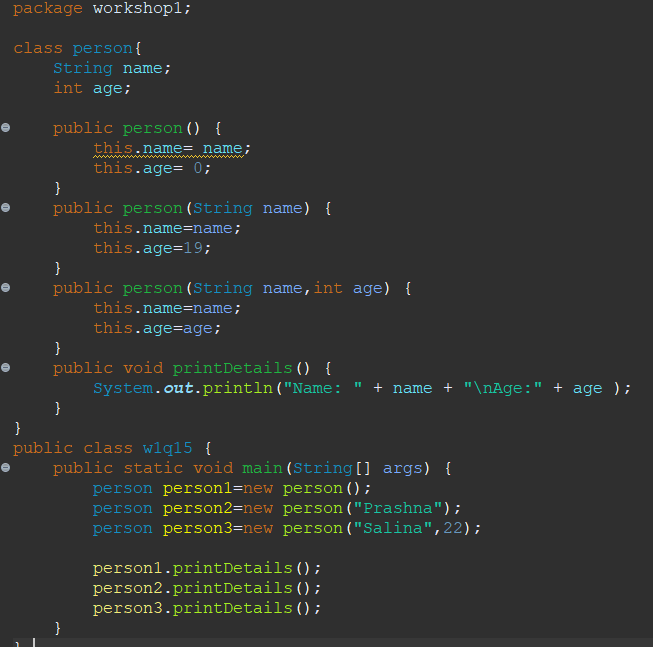 package workshop1;
class person{
String name;
int age;
public person() {
this.name= name;
this.age= 0;
}
public person(String name) {
this.name=name;
this.age=19;
}
public person(String name,int age) {
this.name=name;
this.age=age;
}
public void printDetails() {
System.out.println("Name: " + name + "\nAge:" + age );
}
}
public class w1q15 {
public static void main(String[] args) {
person person1=new person();
person person2=new person("Prashna");
person person3=new person("Salina",22);
person1.printDetails();
person2.printDetails();
person3.printDetails();
}
}